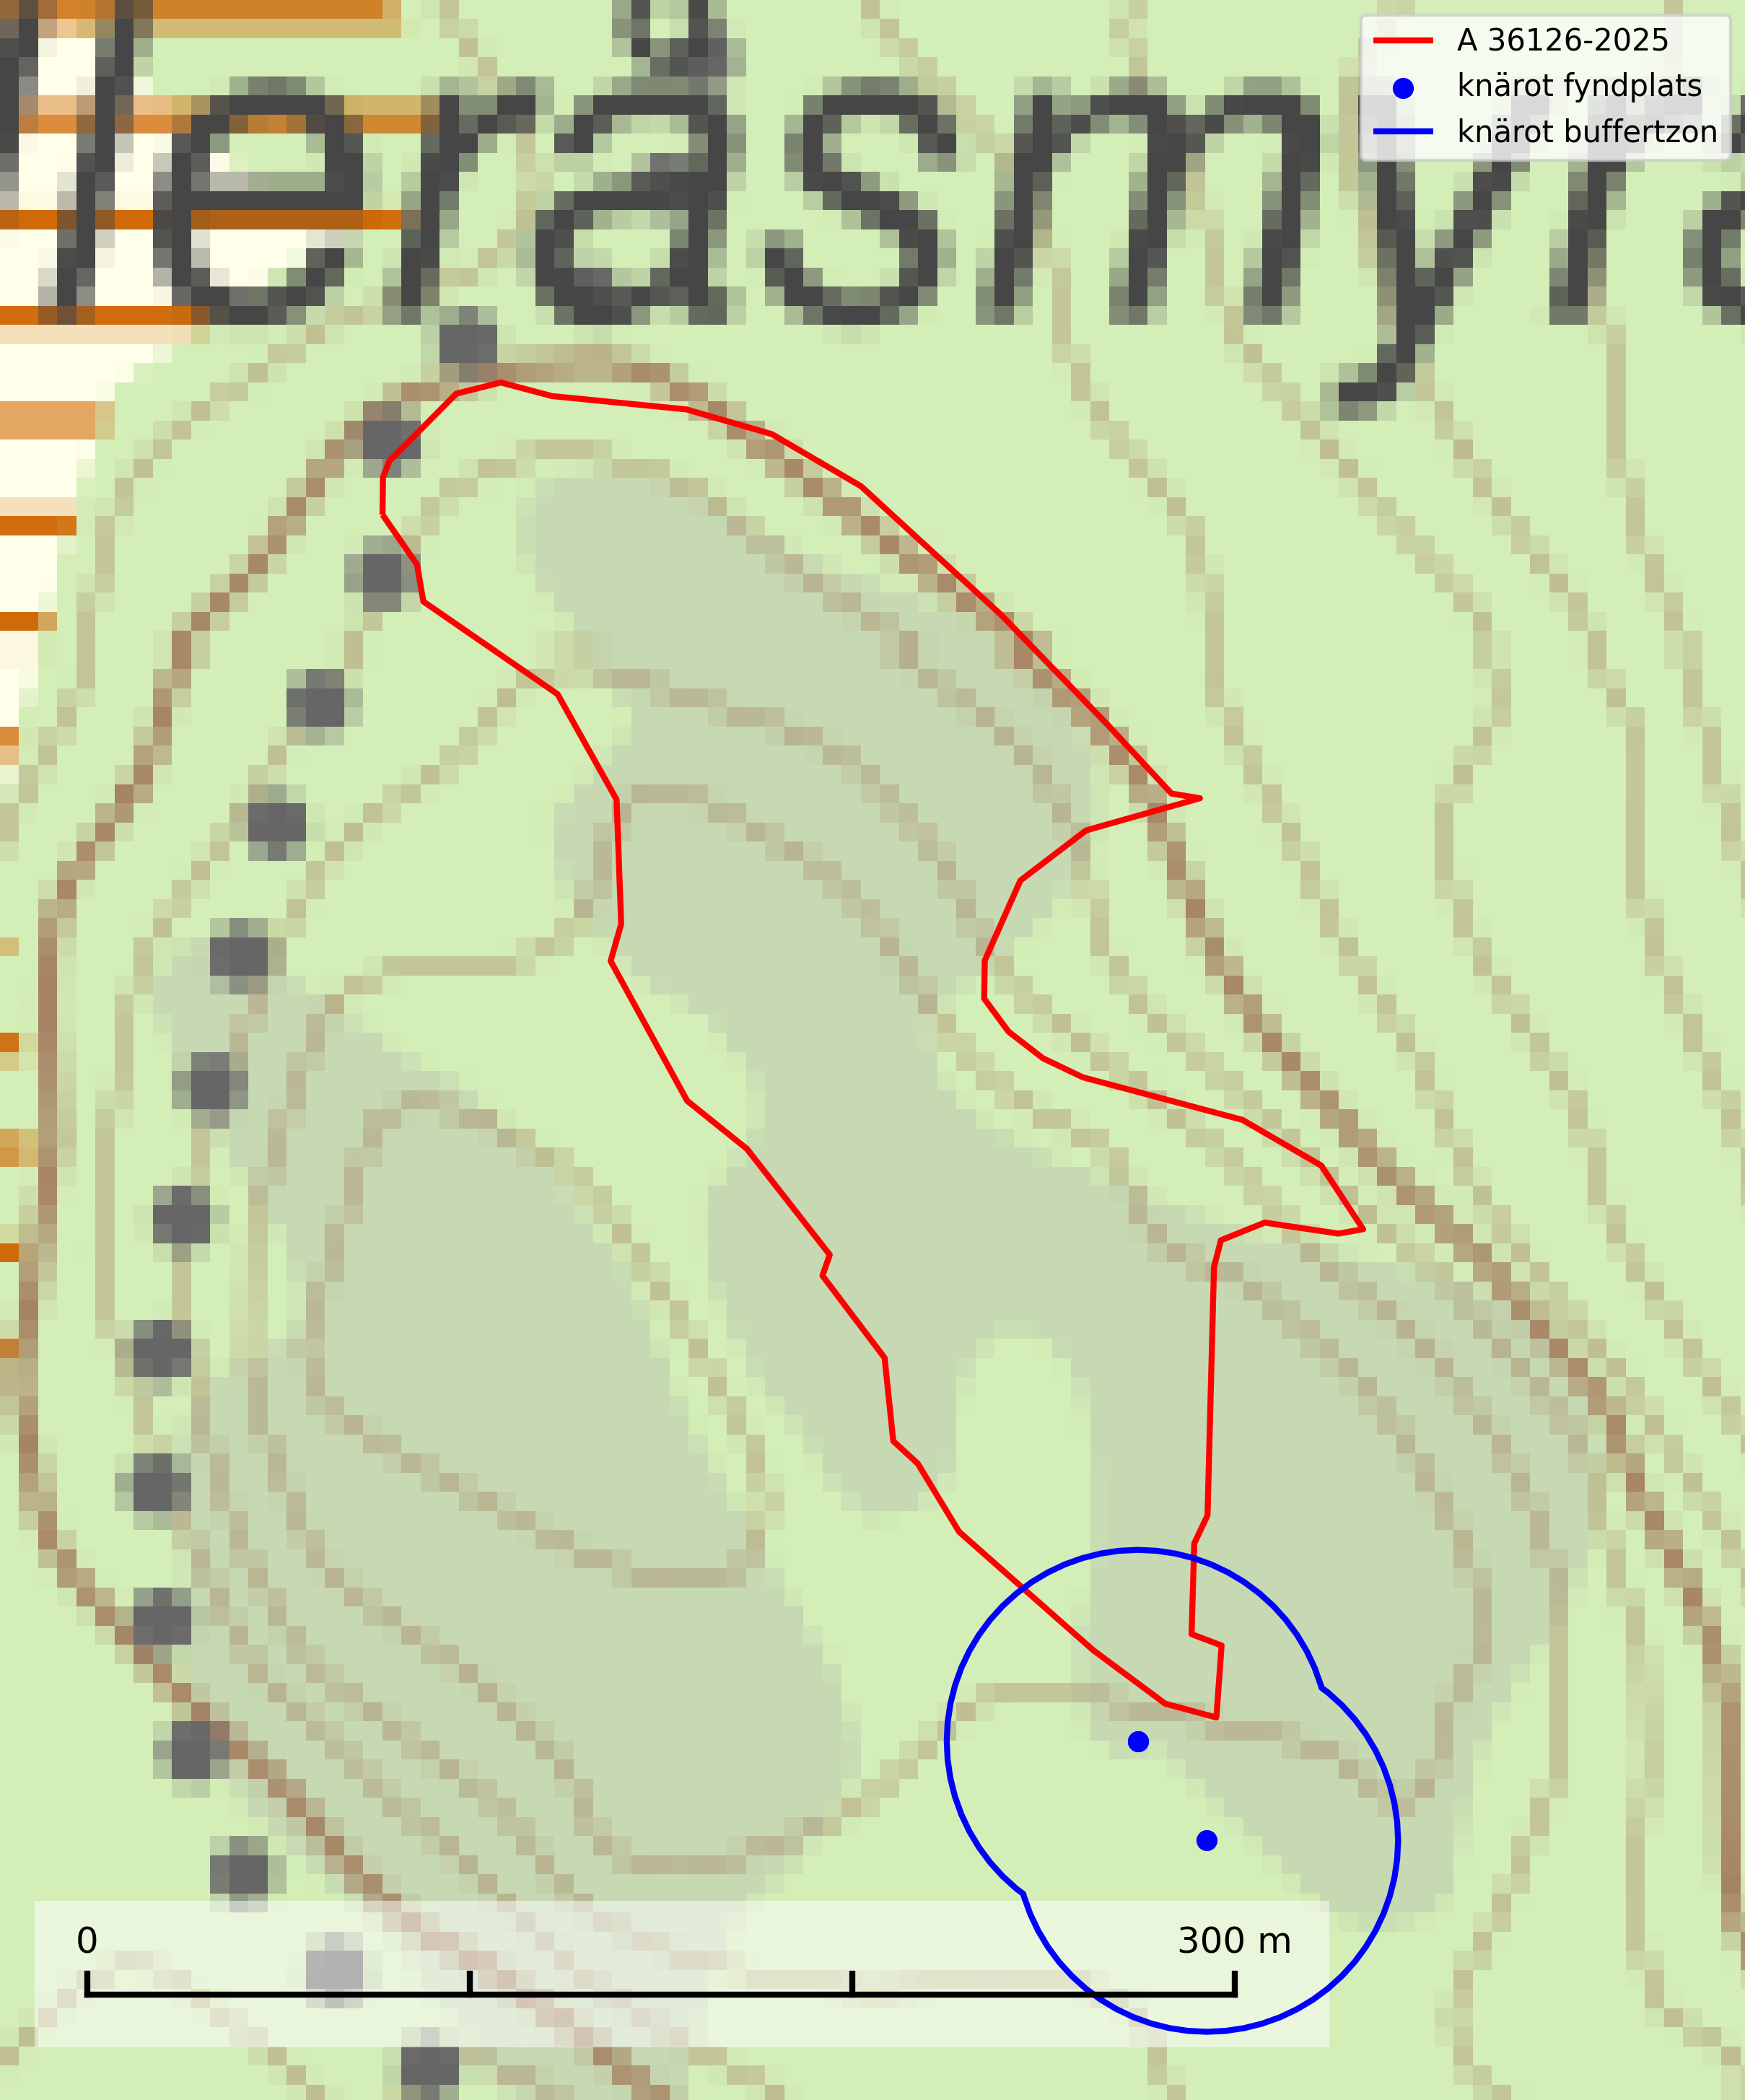 A 36126-2025
knärot fyndplats
knärot buffertzon
0
300 m